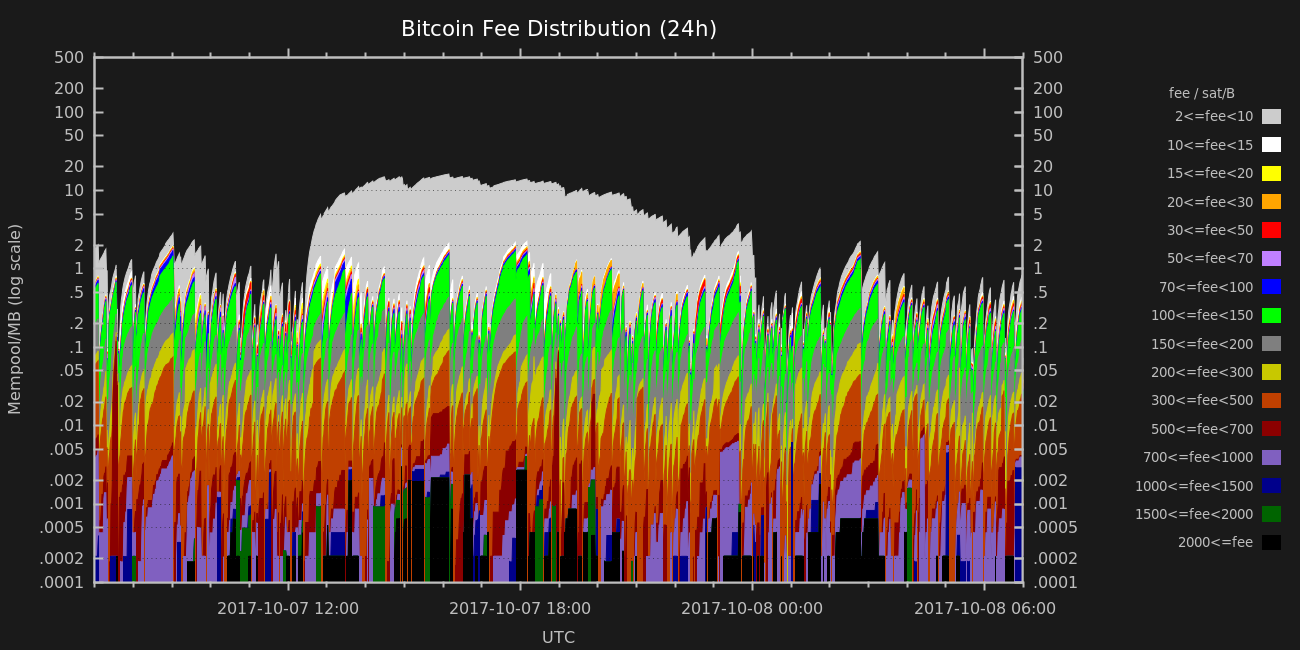 Bitcoin Fee Distribution (24h)
500
200
100
50
20
10
5
2
1
.5
.2
.1
.05
.02
.01
.005
.002
.001
.0005
.0002
.0001
Mempool/MB (log scale)
500
200
100
50
20
10
5
2
1
.5
.2
.1
.05
.02
.01
.005
.002
.001
.0005
.0002
.0001
2017-10-07 12:00 2017-10-07 18:00 2017-10-08 00:00 2017-10-08 06:00
UTC
fee / sat/B
2<=fee<10
10<=fee<15
15<=fee<20
20<=fee<30
30<=fee<50
50<=fee<70
70<=fee<100
100<=fee<150
150<=fee<200
200<=fee<300
300<=fee<500
500<=fee<700
700<=fee<1000
1000<=fee<1500
1500<=fee<2000
2000<=fee